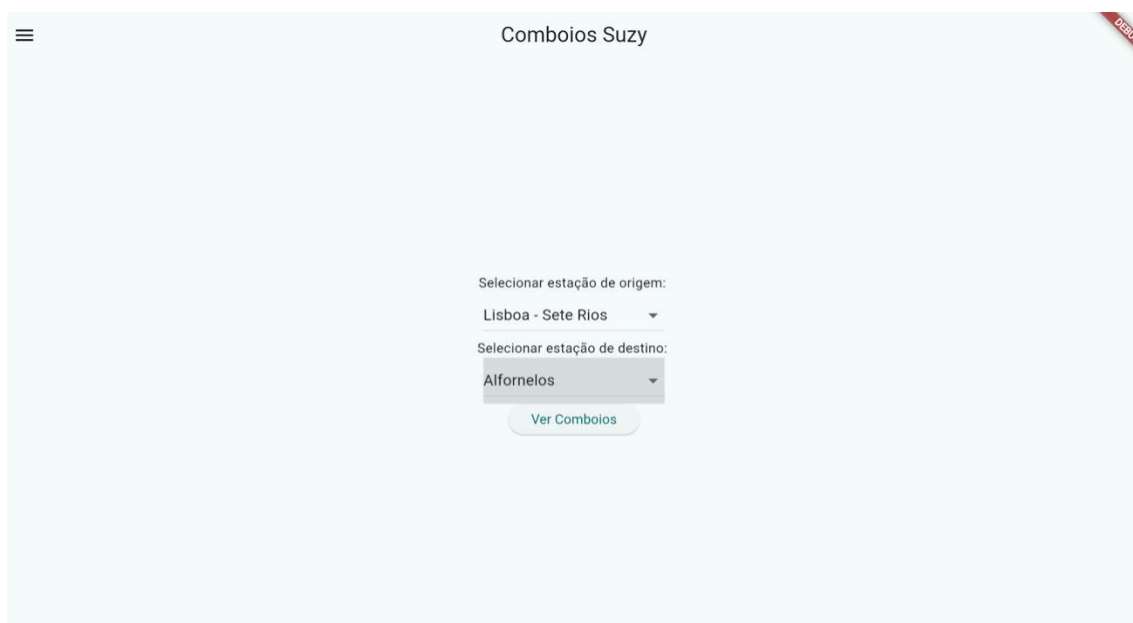 Comboios Suzy
Selecionar estação de origem:
Lisboa - Sete Rios
Selecionar estação de destino:
Alfornelos
Ver Comboios